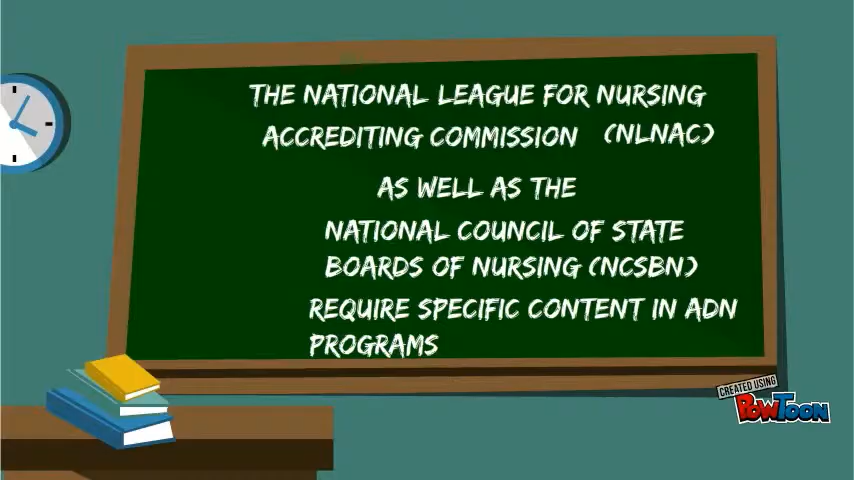 THE NATIONAL LEAGUE FOR NURSING
ACCREDITING COMMISSION (NLNAC)
AS WELL AS THE
NATIONAL COUNCIL OF STATE
BOARDS OF NURSING (NCSBN)
REQUIRE SPECIFIC CONTENT IN ADN
PROGRAMS
CREATED USING
POWTOON